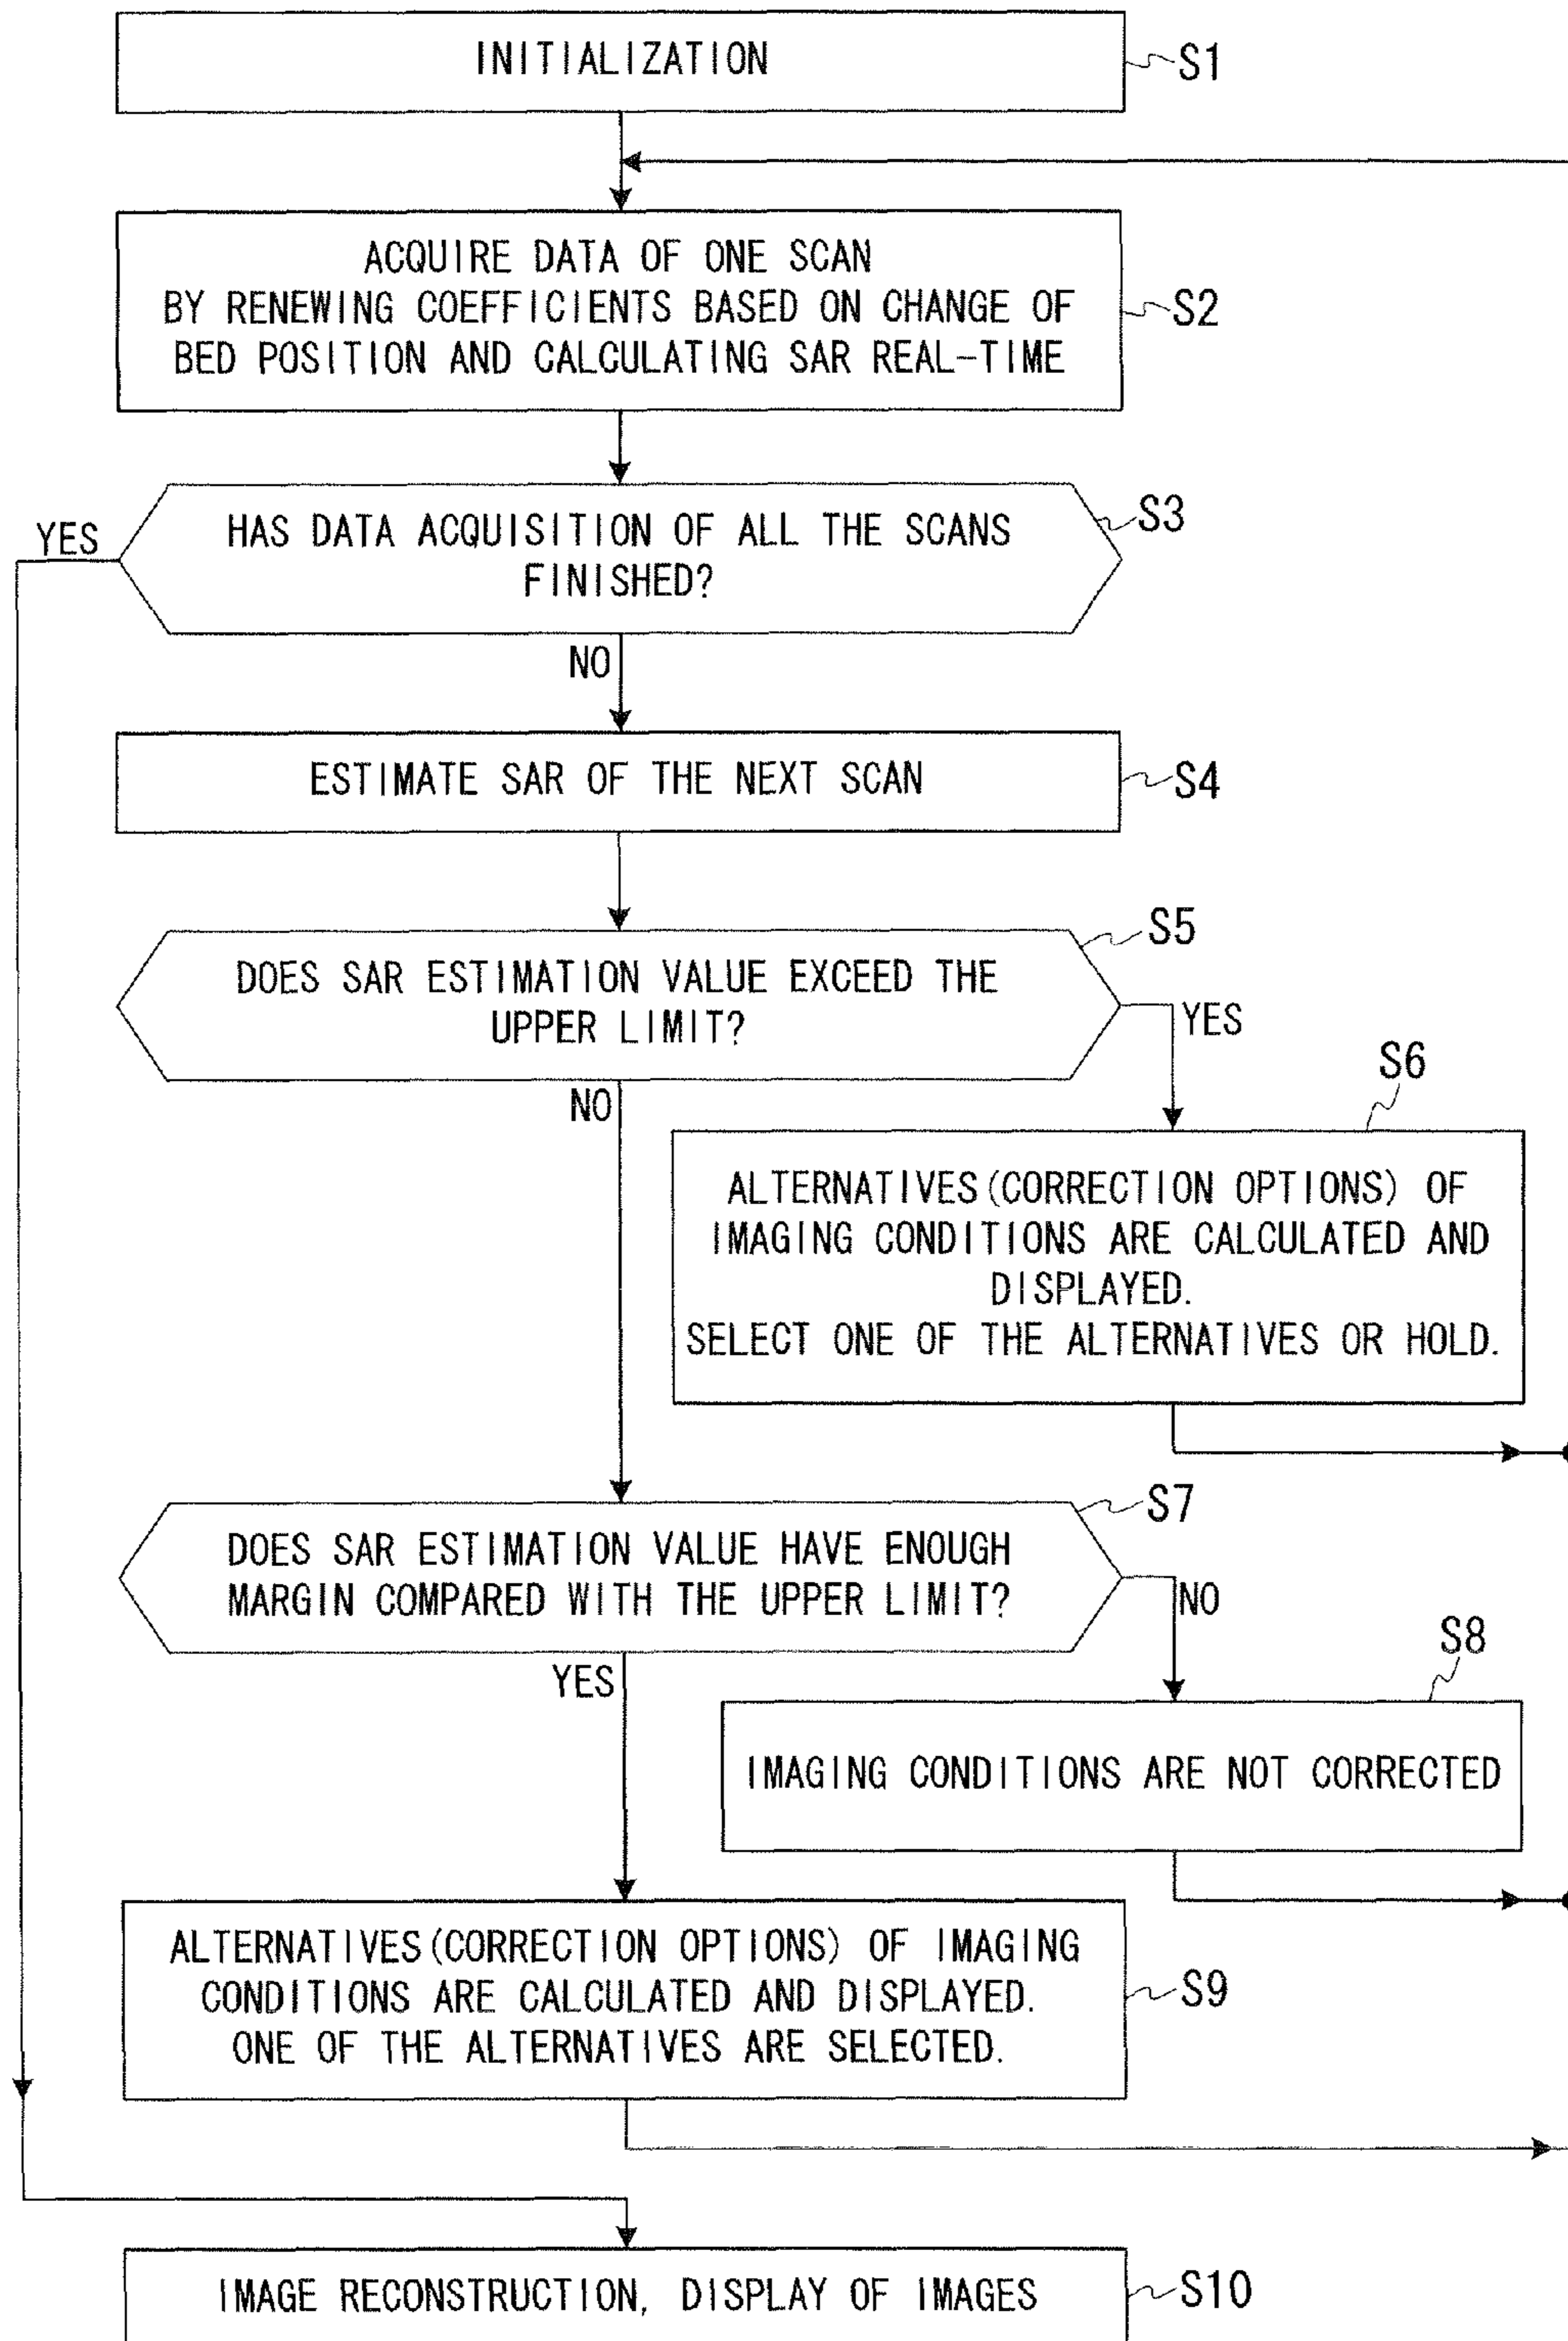 INITIALIZATION
S1
ACQUIRE DATA OF ONE SCAN
BY RENEWING COEFFICIENTS BASED ON CHANGE OF
BED POSITION AND CALCULATING SAR REAL-TIME
S2
HAS DATA ACQUISITION OF ALL THE SCANS
FINISHED?
S3
YES
NO
ESTIMATE SAR OF THE NEXT SCAN
S4
DOES SAR ESTIMATION VALUE EXCEED THE
UPPER LIMIT?
S5
YES
NO
S6
ALTERNATIVES(CORRECTION OPTIONS) OF
IMAGING CONDITIONS ARE CALCULATED AND
DISPLAYED.
SELECT ONE OF THE ALTERNATIVES OR HOLD.
DOES SAR ESTIMATION VALUE HAVE ENOUGH
MARGIN COMPARED WITH THE UPPER LIMIT?
S7
NO
YES
S8
IMAGING CONDITIONS ARE NOT CORRECTED
ALTERNATIVES(CORRECTION OPTIONS) OF IMAGING
CONDITIONS ARE CALCULATED AND DISPLAYED.
ONE OF THE ALTERNATIVES ARE SELECTED.
S9
IMAGE RECONSTRUCTION, DISPLAY OF IMAGES
S10